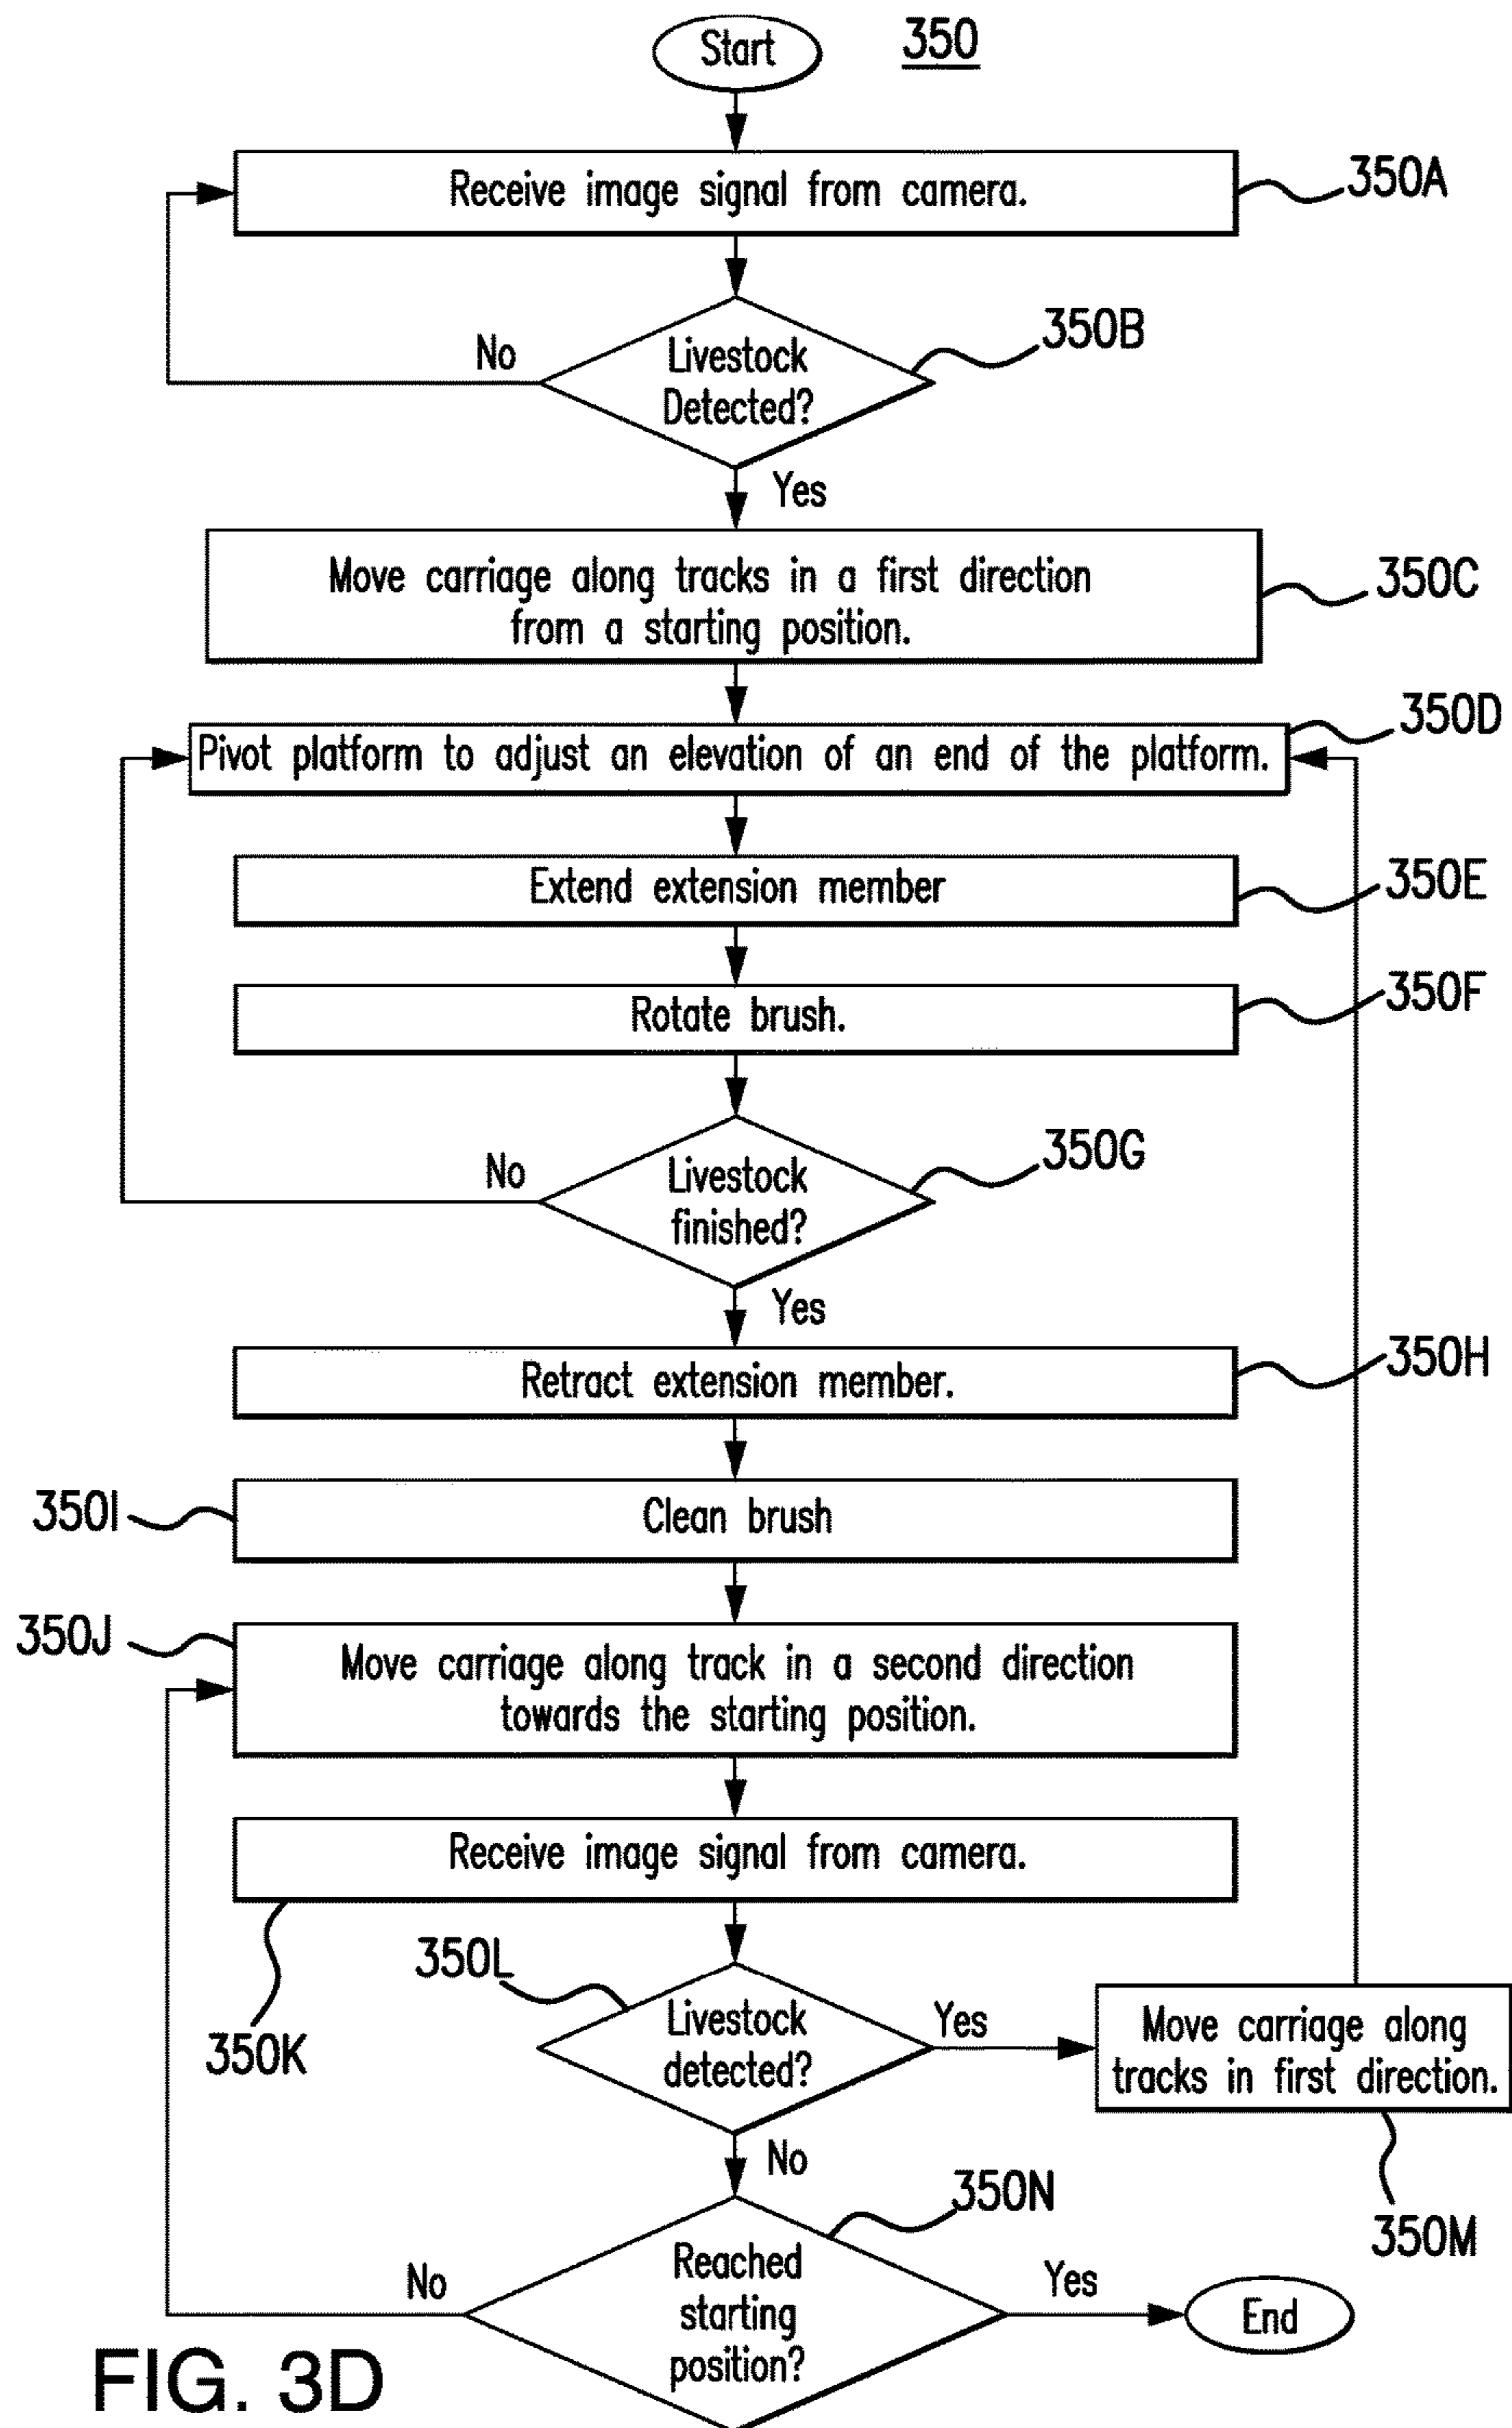 Start
350
Receive image signal from camera.
350A
Livestock
Detected?
350B
No
Yes
Move carriage along tracks in a first direction
from a starting position.
350C
Pivot platform to adjust an elevation of an end of the platform.
350D
Extend extension member
350E
Rotate brush.
350F
Livestock
finished?
350G
No
Yes
Retract extension member.
350H
350I
Clean brush
350J
Move carriage along track in a second direction
towards the starting position.
Receive image signal from camera.
350K
350L
Livestock
detected?
Yes
Move carriage along
tracks in first direction.
350M
No
350N
Reached
starting
position?
No
Yes
End
FIG. 3D